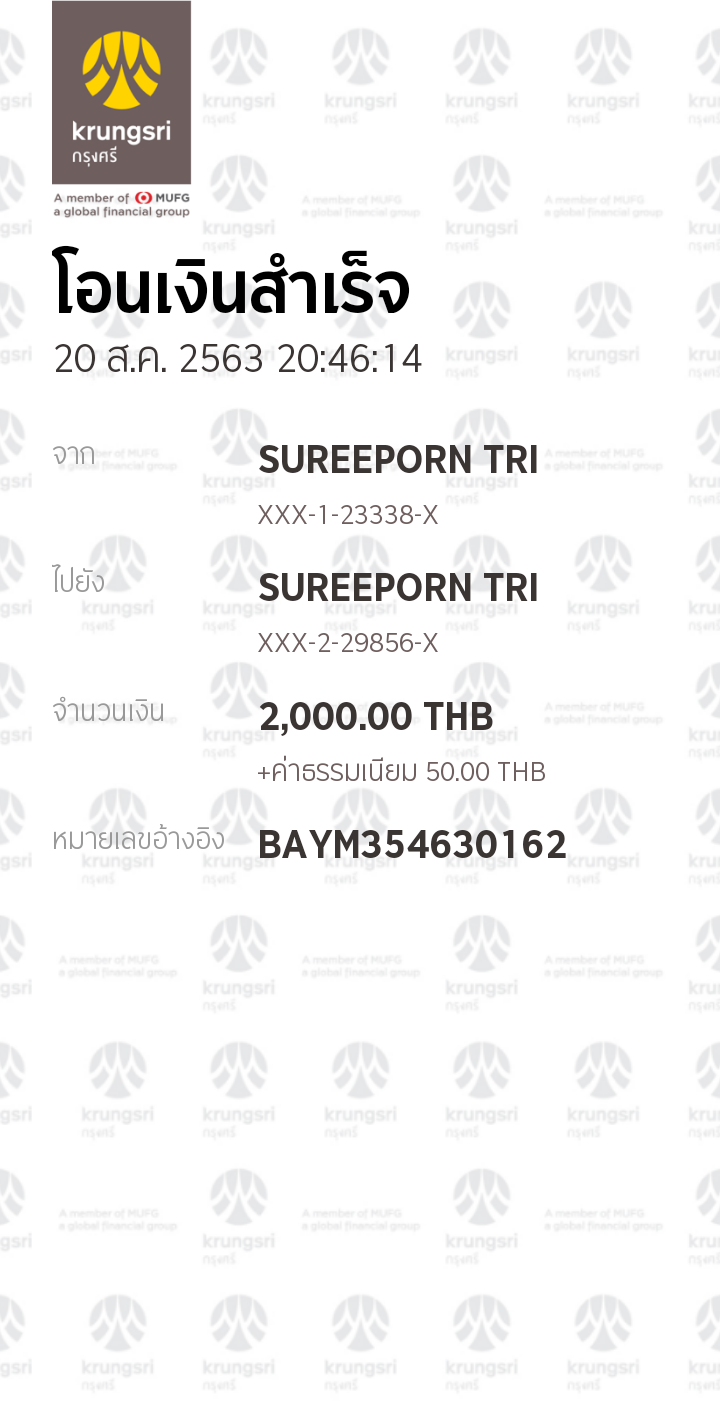 krungsri
กรุงศรี
A member of MUFG
a global financial group
โอนเงินสำเร็จ
20 ส.ค. 2563 20:46:14
จาก SUREEPORN TRI
XXX-1-23338-X
ไปยัง SUREEPORN TRI
XXX-2-29856-X
จำนวนเงิน 2,000.00 THB
+ค่าธรรมเนียม 50.00 THB
หมายเลขอ้างอิง BAYM354630162